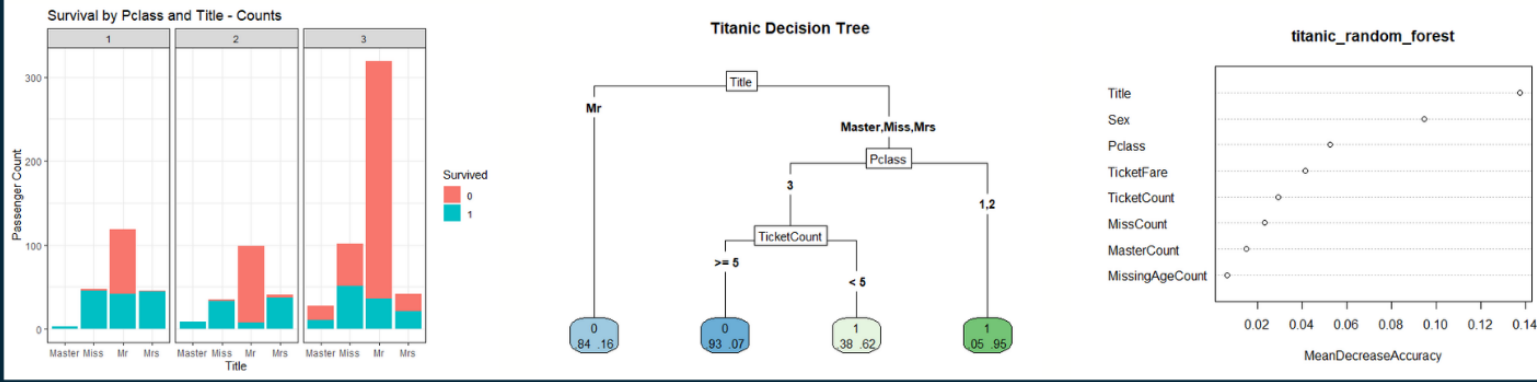 Survival by Pclass and Title - Counts
1 2 3
300
200
100
0
Passenger Count
Master Miss Mr Mrs Master Miss Mr Mrs Master Miss Mr Mrs
Title
Survived
0
1
Titanic Decision Tree
Title
Mr
Master,Miss,Mrs
Pclass
3
1,2
TicketCount
>= 5
< 5
0
.84 .16
0
.93 .07
1
.38 .62
1
.05 .95
titanic_random_forest
Title
Sex
Pclass
TicketFare
TicketCount
MissCount
MasterCount
MissingAgeCount
0.02 0.04 0.06 0.08 0.10 0.12 0.14
MeanDecreaseAccuracy